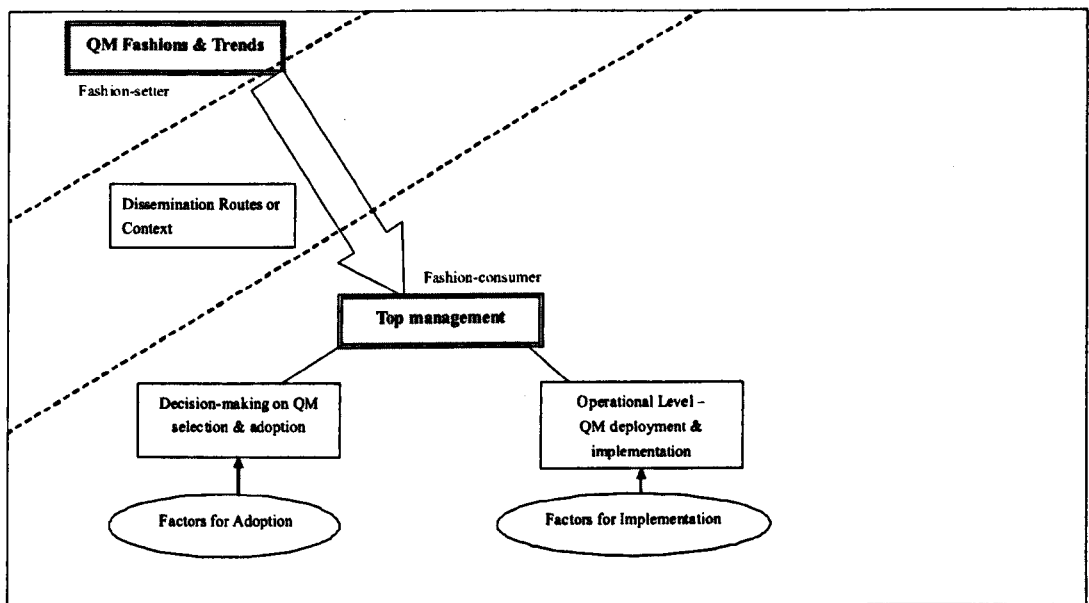 QM Fashions & Trends
Fashion-setter
Dissemination Routes or
Context
Fashion-consumer
Top management
Decision-making on QM
selection & adoption
Operational Level –
QM deployment &
implementation
Factors for Adoption
Factors for Implementation